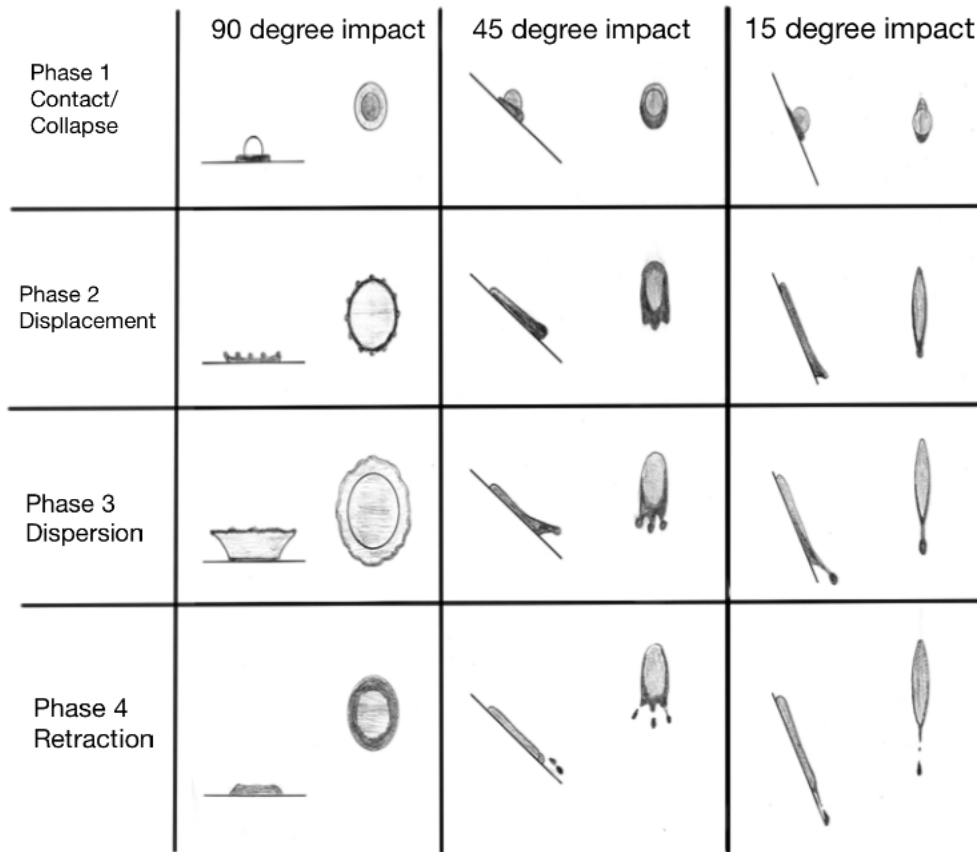 90 degree impact
45 degree impact
15 degree impact
Phase 1
Contact/
Collapse
Phase 2
Displacement
Phase 3
Dispersion
Phase 4
Retraction